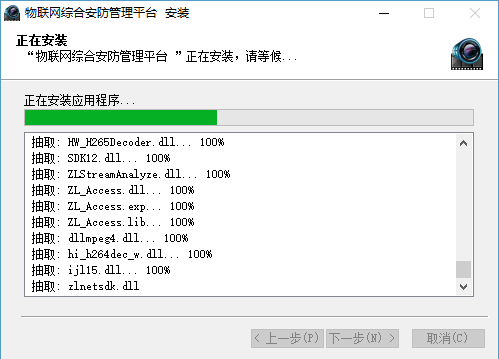 物联网综合安防管理平台 安装
正在安装
“物联网综合安防管理平台 ”正在安装，请等候...
正在安装应用程序...
抽取: HW_H265Decoder.dll... 100%
抽取: SDK12.dll... 100%
抽取: ZLStreamAnalyze.dll... 100%
抽取: ZL_Access.dll... 100%
抽取: ZL_Access.exp... 100%
抽取: ZL_Access.lib... 100%
抽取: dllmpeg4.dll... 100%
抽取: hi_h264dec_w.dll... 100%
抽取: ijl15.dll... 100%
抽取: zlnetsdk.dll
< 上一步(P) 下一步(N) > 取消(C)